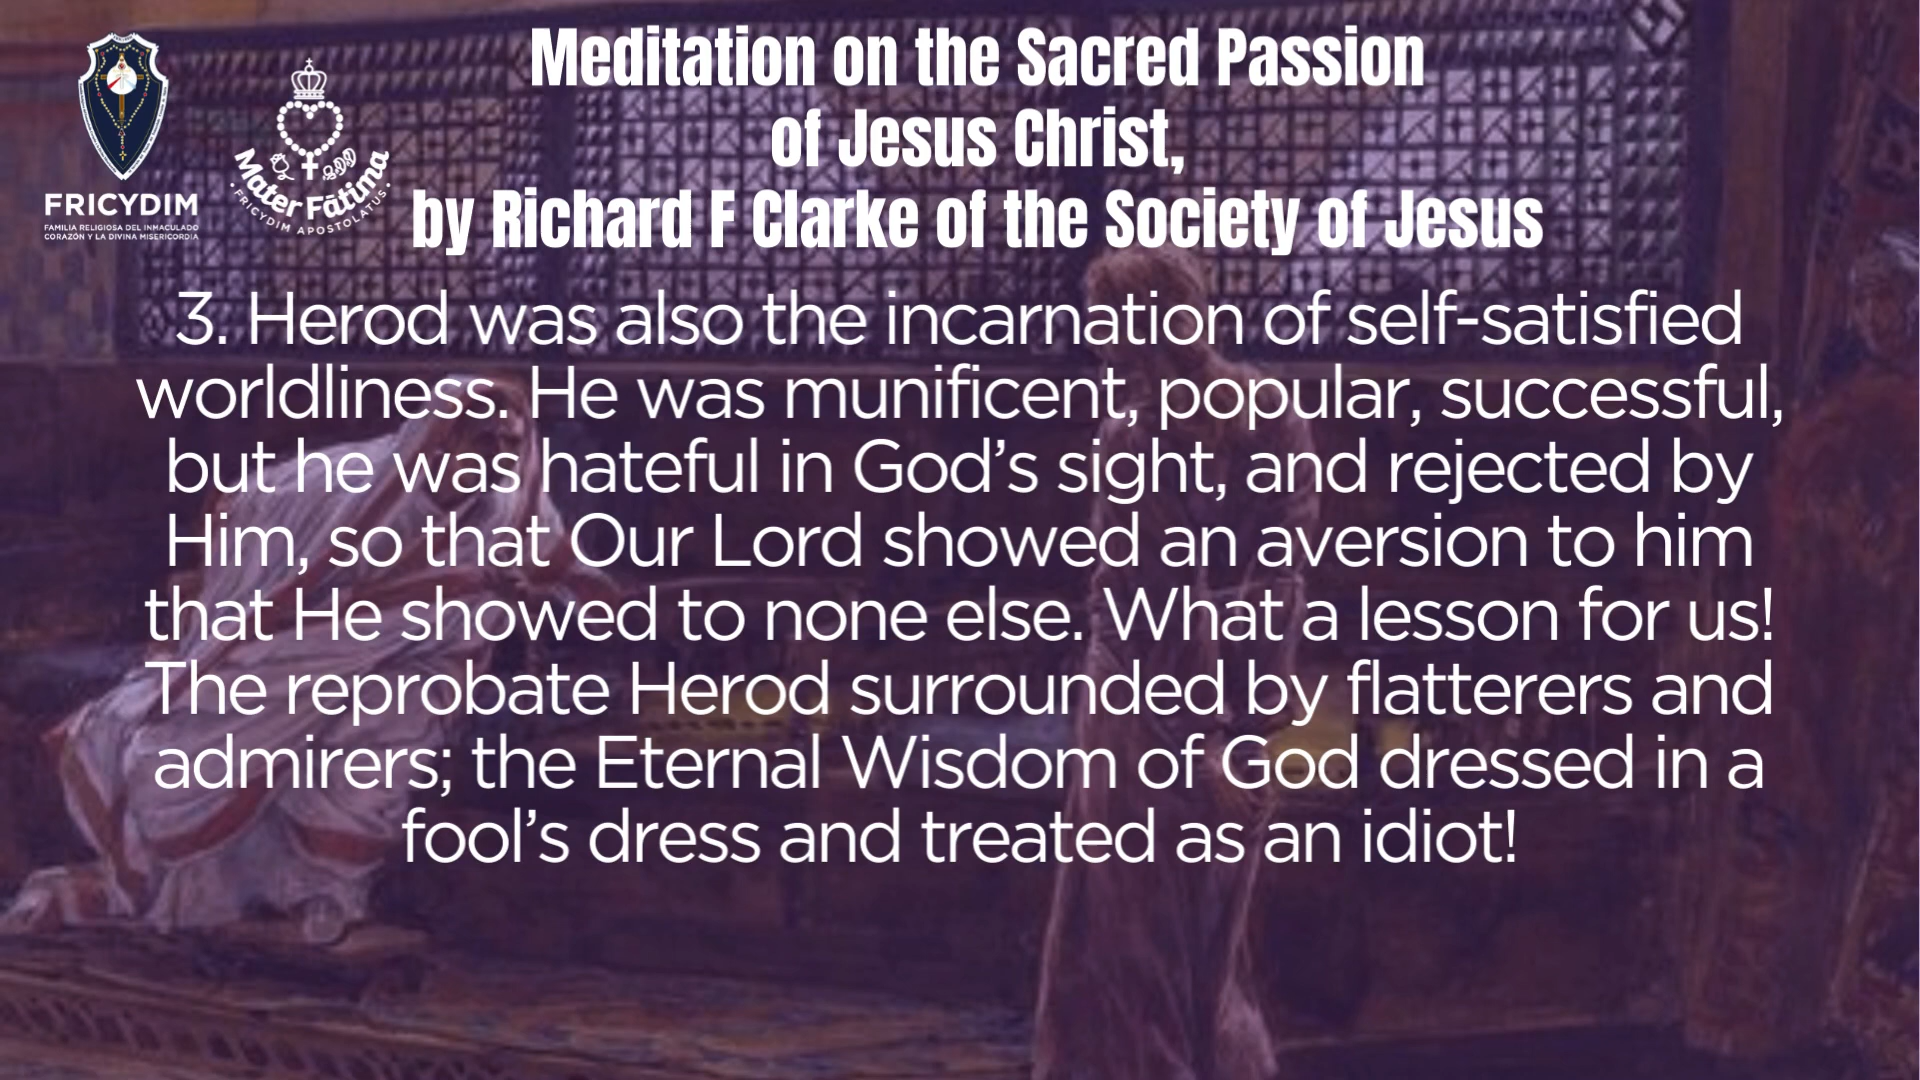 Meditation on the Sacred Passion
of Jesus Christ,
by Richard F Clarke of the Society of Jesus
FRICYDIM
FAMILIA RELIGIOSA DEL INMACULADO
CORAZÓN Y LA DIVINA MISERICORDIA
Mater Fátima
FRICYDIM APOSTOLATUS
3. Herod was also the incarnation of self-satisfied
worldliness. He was munificent, popular, successful,
but he was hateful in God’s sight, and rejected by
Him, so that Our Lord showed an aversion to him
that He showed to none else. What a lesson for us!
The reprobate Herod surrounded by flatterers and
admirers; the Eternal Wisdom of God dressed in a
fool’s dress and treated as an idiot!